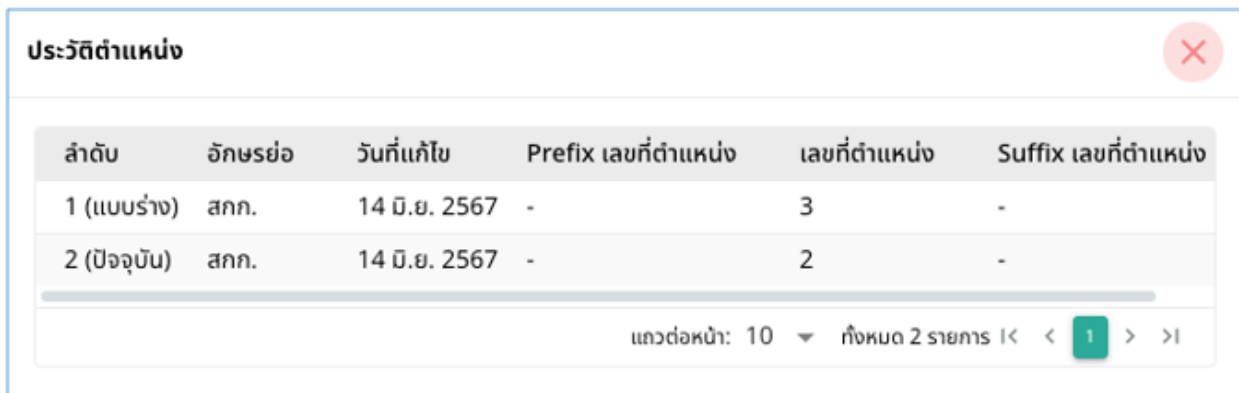 ประวัติตำแหน่ง
ลำดับ อักษรย่อ วันที่แก้ไข Prefix เลขที่ตำแหน่ง เลขที่ตำแหน่ง Suffix เลขที่ตำแหน่ง
1 (แบบร่าง) สกก. 14 มิ.ย. 2567 - 3 -
2 (ปัจจุบัน) สกก. 14 มิ.ย. 2567 - 2 -
แถวต่อหน้า: 10 ทั้งหมด 2 รายการ 1